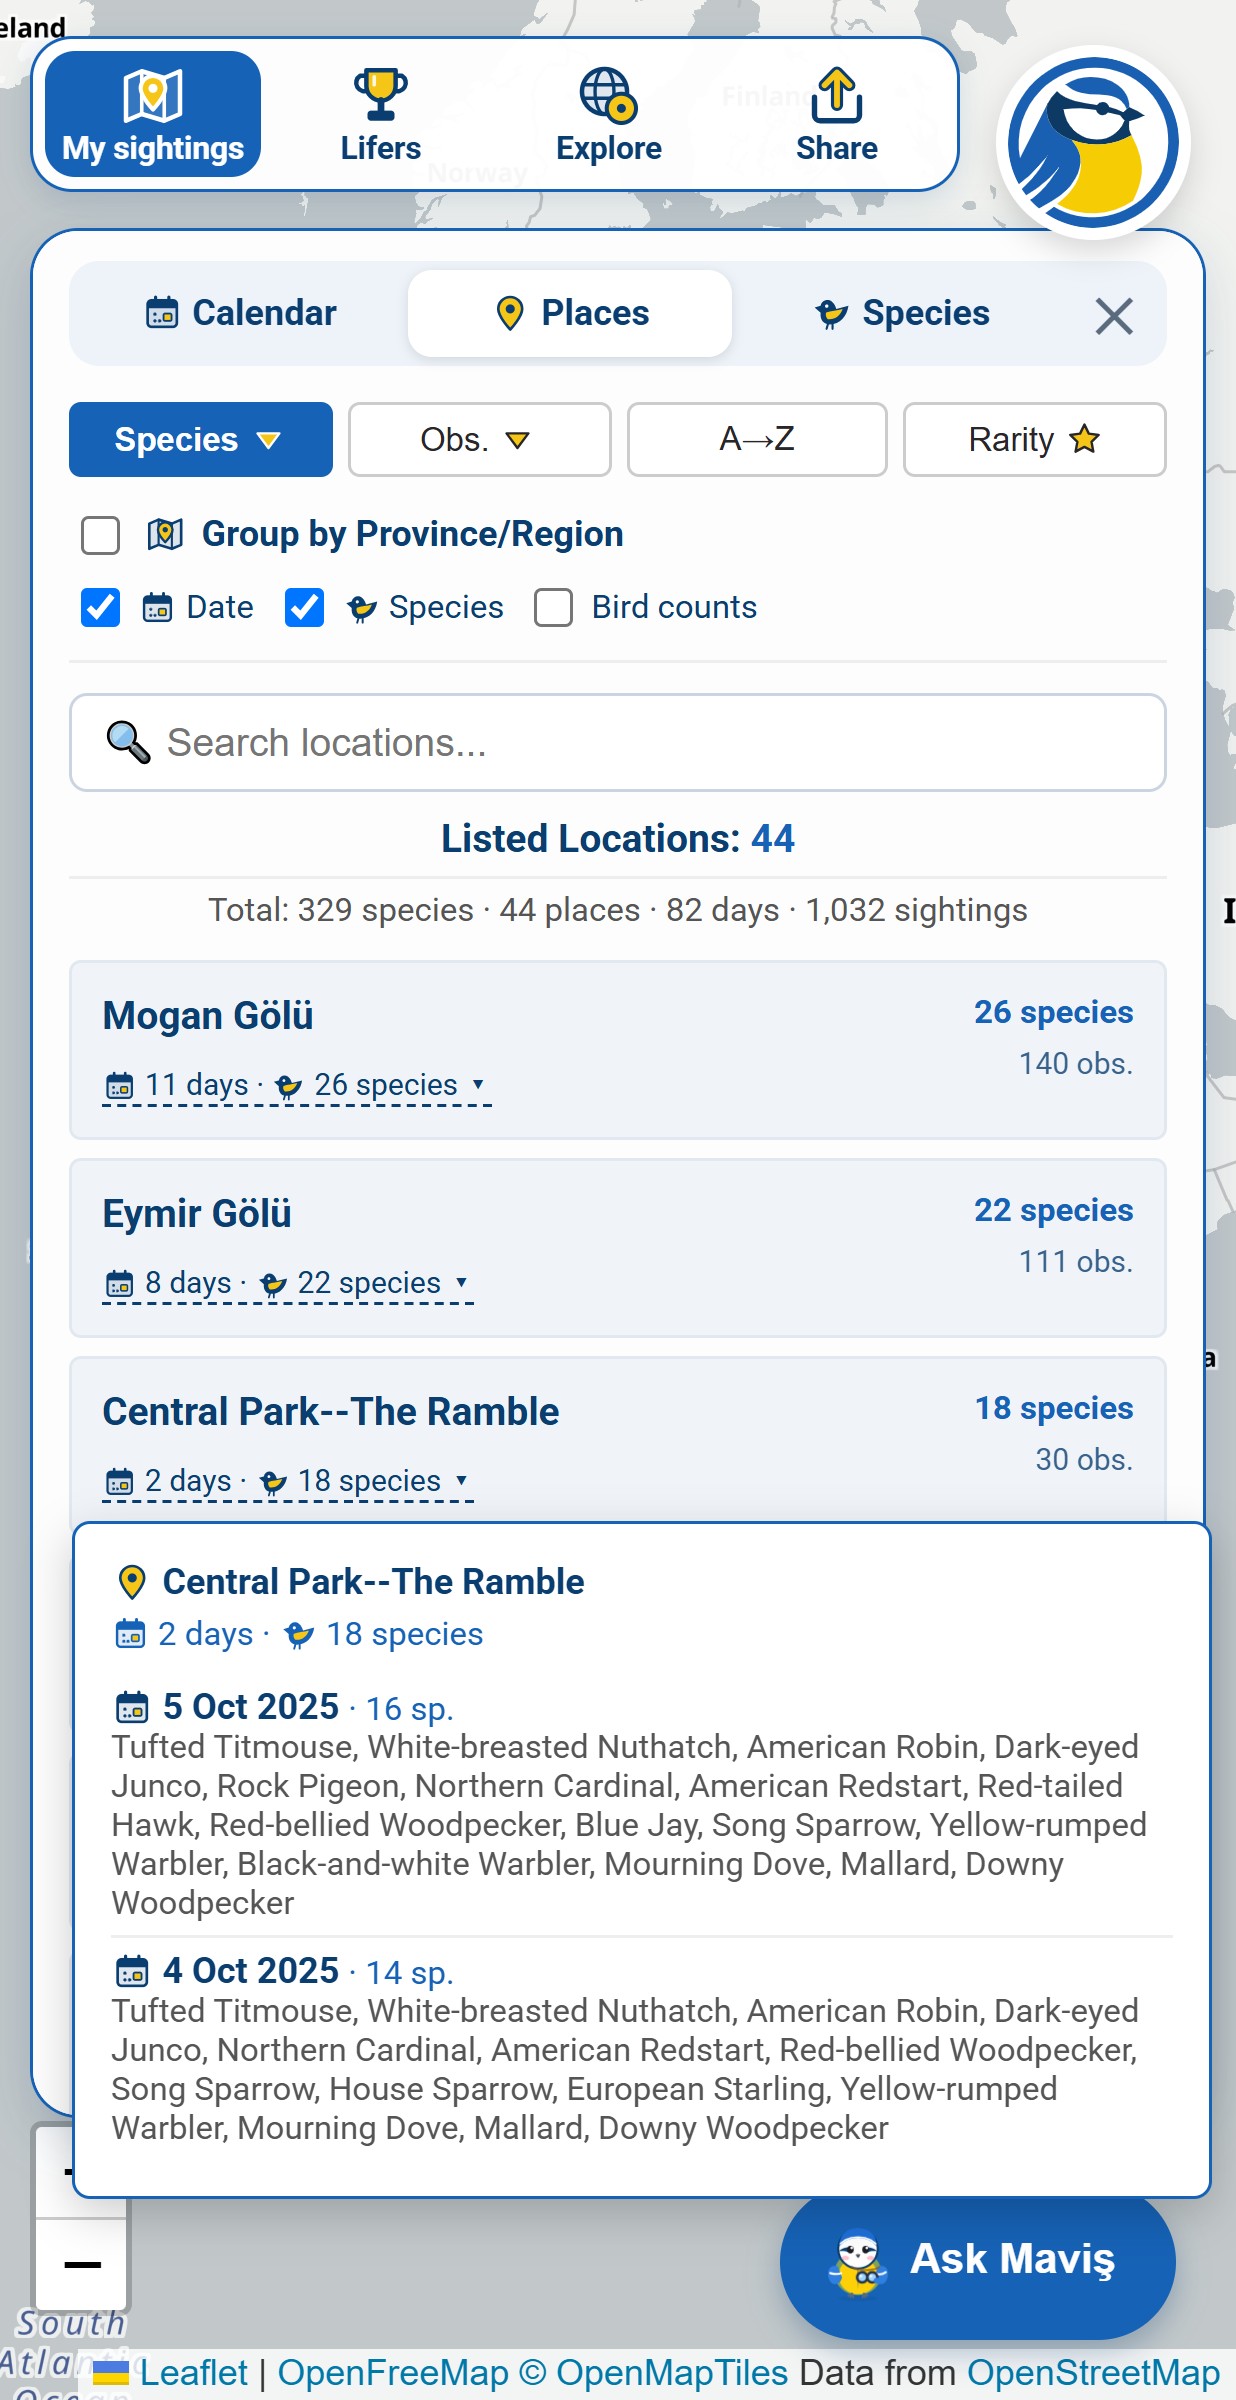 eland
Finland
Norway
My sightings
Lifers
Explore
Share
Calendar
Places
Species
Species
Obs.
A→Z
Rarity
Group by Province/Region
Date
Species
Bird counts
Search locations...
Listed Locations: 44
Total: 329 species · 44 places · 82 days · 1,032 sightings
Mogan Gölü
26 species
140 obs.
11 days · 26 species
Eymir Gölü
22 species
111 obs.
8 days · 22 species
Central Park--The Ramble
18 species
30 obs.
2 days · 18 species
Central Park--The Ramble
2 days · 18 species
5 Oct 2025 · 16 sp.
Tufted Titmouse, White-breasted Nuthatch, American Robin, Dark-eyed
Junco, Rock Pigeon, Northern Cardinal, American Redstart, Red-tailed
Hawk, Red-bellied Woodpecker, Blue Jay, Song Sparrow, Yellow-rumped
Warbler, Black-and-white Warbler, Mourning Dove, Mallard, Downy
Woodpecker
4 Oct 2025 · 14 sp.
Tufted Titmouse, White-breasted Nuthatch, American Robin, Dark-eyed
Junco, Northern Cardinal, American Redstart, Red-bellied Woodpecker,
Song Sparrow, House Sparrow, European Starling, Yellow-rumped
Warbler, Mourning Dove, Mallard, Downy Woodpecker
Ask Maviş
South
Leaflet | OpenFreeMap © OpenMapTiles Data from OpenStreetMap